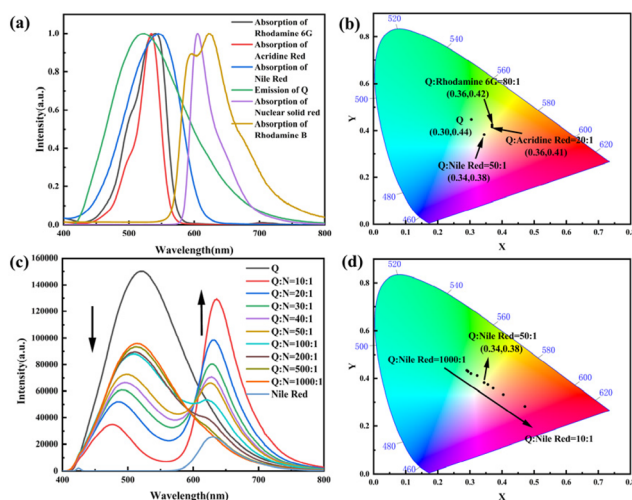 (a)
Absorption of
Rhodamine 6G
Absorption of
Acridine Red
Absorption of
Nile Red
Emission of Q
Absorption of
Nuclear solid red
Absorption of
Rhodamine B
Intensity(a.u.)
1.0
0.8
0.6
0.4
0.2
0.0
400 500 600 700 800
Wavelength(nm)
(b)
520
540
560
580
600
620
500
480
460
Q:Rhodamine 6G=80:1
(0.36,0.42)
Q
(0.30,0.44)
Q:Acridine Red=20:1
(0.36,0.41)
Q:Nile Red=50:1
(0.34,0.38)
Y
0.8
0.6
0.4
0.2
0.0
0.0 0.1 0.2 0.3 0.4 0.5 0.6 0.7 0.8
X
(c)
Q
Q:N=10:1
Q:N=20:1
Q:N=30:1
Q:N=40:1
Q:N=50:1
Q:N=100:1
Q:N=200:1
Q:N=500:1
Q:N=1000:1
Nile Red
Intensity(a.u.)
160000
140000
120000
100000
80000
60000
40000
20000
0
400 500 600 700 800
Wavelength(nm)
(d)
520
540
560
580
600
620
500
480
460
Q:Nile Red=50:1
(0.34,0.38)
Q:Nile Red=1000:1
Q:Nile Red=10:1
Y
0.8
0.6
0.4
0.2
0.0
0.0 0.1 0.2 0.3 0.4 0.5 0.6 0.7 0.8
X